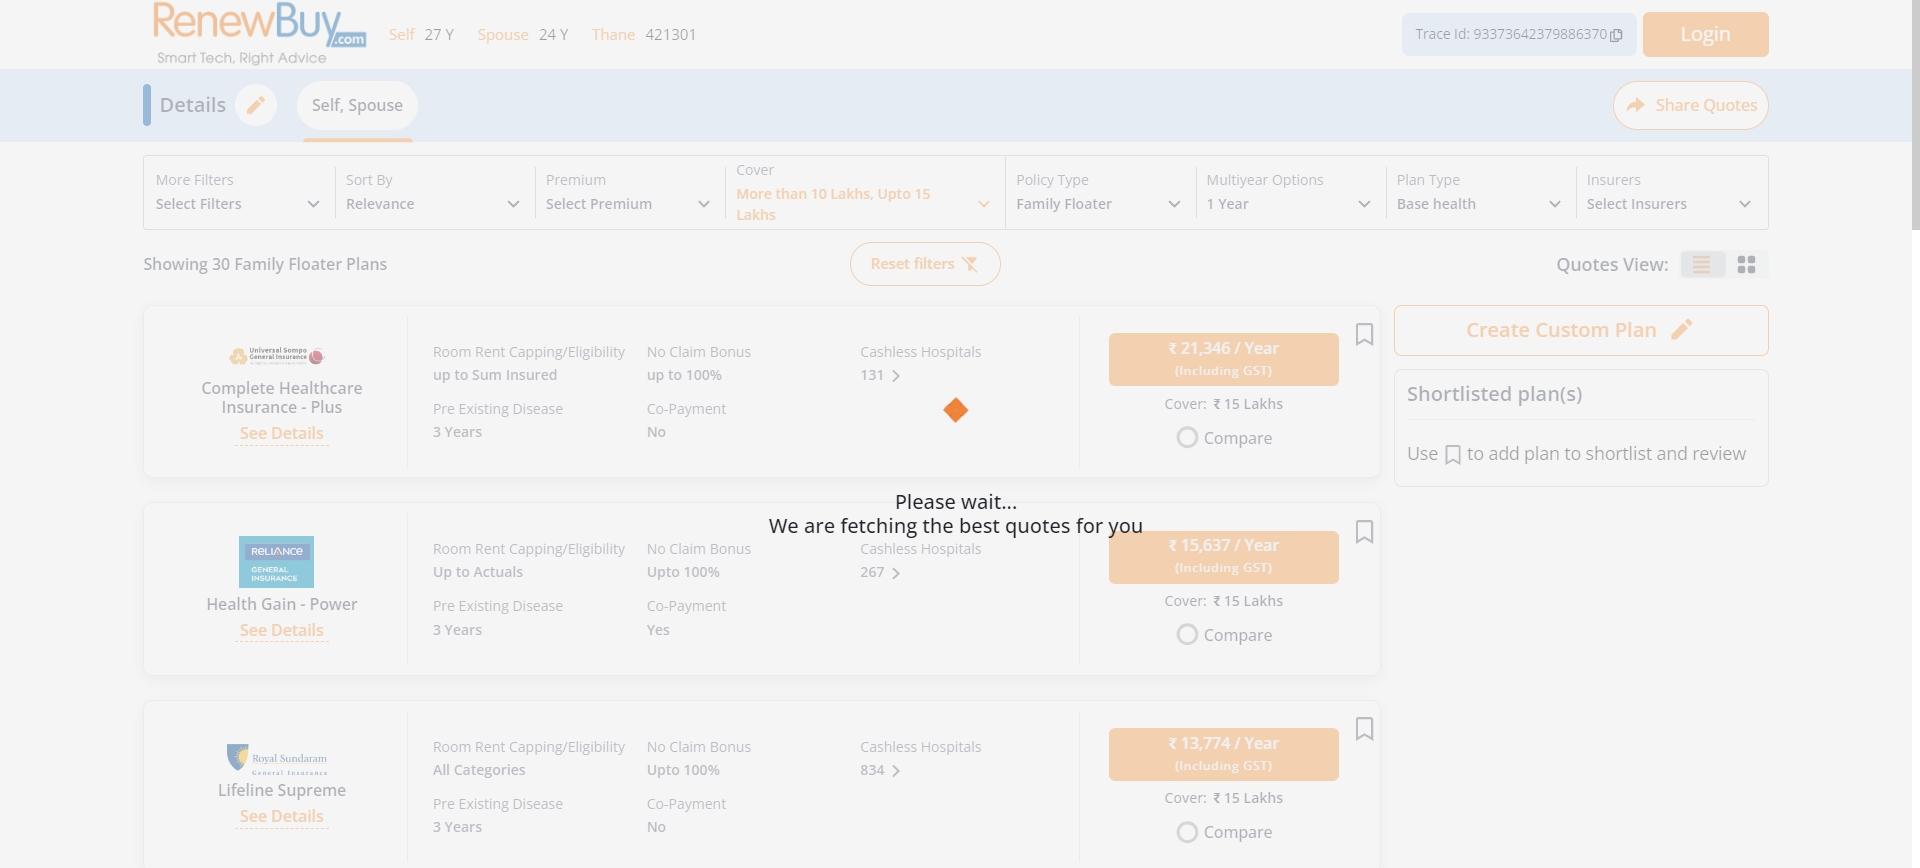 RenewBuy
.com
Smart Tech, Right Advice
Self 27 Y Spouse 24 Y Thane 421301
Trace Id: 93373642379886370
Login
Details
Self, Spouse
Share Quotes
More Filters
Select Filters
Sort By
Relevance
Premium
Select Premium
Cover
More than 10 Lakhs, Upto 15
Lakhs
Policy Type
Family Floater
Multiyear Options
1 Year
Plan Type
Base health
Insurers
Select Insurers
Showing 30 Family Floater Plans
Reset filters
Quotes View:
Universal Sompo
General Insurance
Complete Healthcare
Insurance - Plus
See Details
Room Rent Capping/Eligibility
up to Sum Insured
No Claim Bonus
up to 100%
Cashless Hospitals
131
Pre Existing Disease
3 Years
Co-Payment
No
₹ 21,346 / Year
(Including GST)
Cover: ₹ 15 Lakhs
Compare
Create Custom Plan
Shortlisted plan(s)
Use to add plan to shortlist and review
Please wait...
We are fetching the best quotes for you
RELIANCE
GENERAL
INSURANCE
Health Gain - Power
See Details
Room Rent Capping/Eligibility
Up to Actuals
No Claim Bonus
Upto 100%
Cashless Hospitals
267
Pre Existing Disease
3 Years
Co-Payment
Yes
₹ 15,637 / Year
(Including GST)
Cover: ₹ 15 Lakhs
Compare
Royal Sundaram
General Insurance
Lifeline Supreme
See Details
Room Rent Capping/Eligibility
All Categories
No Claim Bonus
Upto 100%
Cashless Hospitals
834
Pre Existing Disease
3 Years
Co-Payment
No
₹ 13,774 / Year
(Including GST)
Cover: ₹ 15 Lakhs
Compare